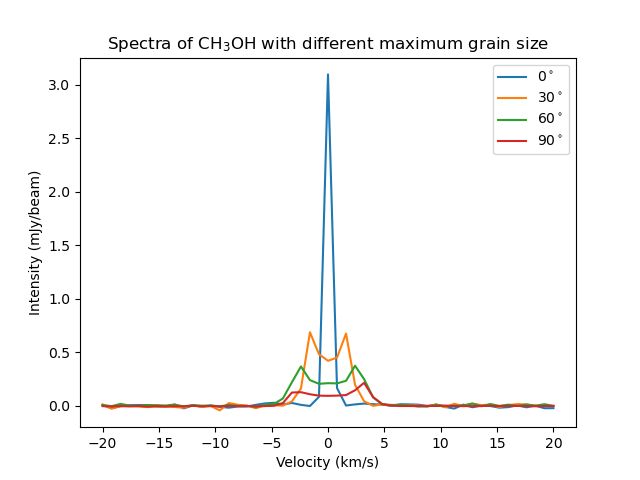 Spectra of CH₃OH with different maximum grain size
0°
30°
60°
90°
Intensity (mJy/beam)
3.0
2.5
2.0
1.5
1.0
0.5
0.0
−20 −15 −10 −5 0 5 10 15 20
Velocity (km/s)